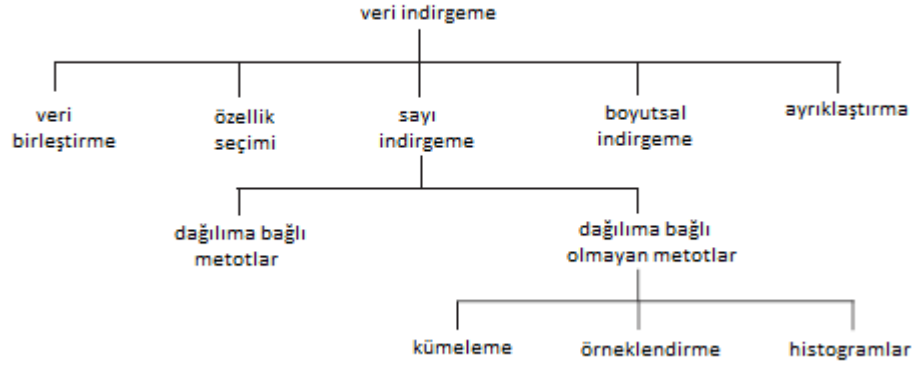 veri indirgeme
veri
birleştirme
özellik
seçimi
sayı
indirgeme
boyutsal
indirgeme
ayrıklaştırma
dağılıma bağlı
metotlar
dağılıma bağlı
olmayan metotlar
kümeleme
örneklendirme
histogramlar